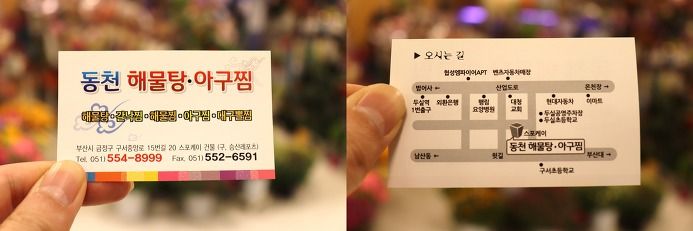 동천 해물탕·아구찜
해물탕·갈낙찜·해물찜·아구찜·대구뽈찜
부산시 금정구 구서중앙로 15번길 20 스포케이 건물 (구, 승산레포츠)
Tel. 051) 554-8999 Fax. 051) 552-6591
▶ 오시는 길
협성엠파이어APT 벤츠자동차매장
범어사 산업도로 온천장
두실역 1번출구
외환은행
팽림 요양병원
대청 교회
현대자동차
이마트
두실공영주차장
두실초등학교
스포케이
동천 해물탕·아구찜
남산동 윗길 부산대
구서초등학교